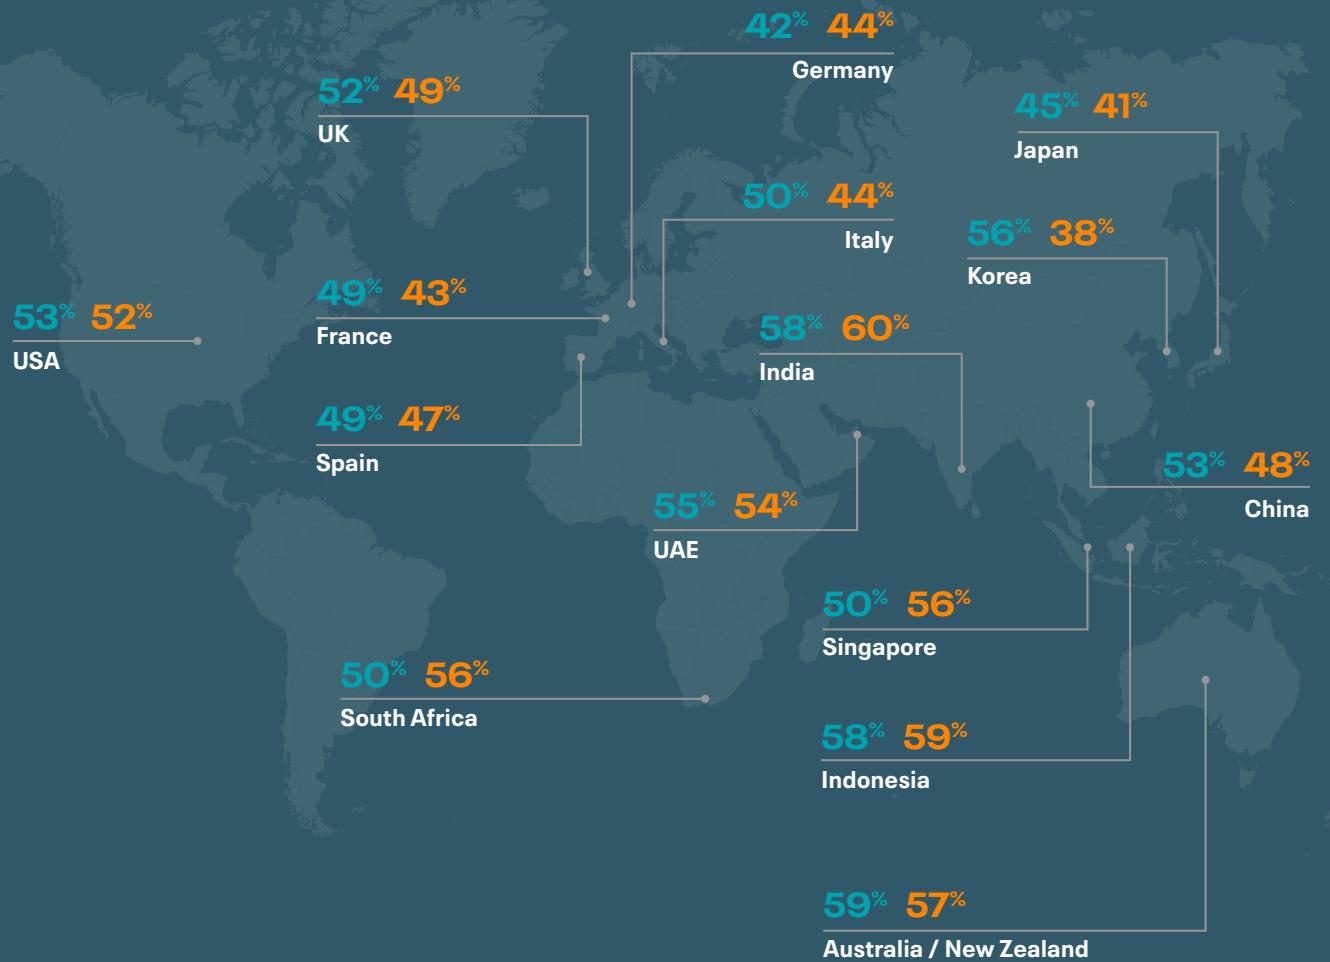 42% 44%
Germany
52% 49%
UK
45% 41%
Japan
50% 44%
Italy
56% 38%
Korea
49% 43%
France
53% 52%
USA
58% 60%
India
49% 47%
Spain
53% 48%
China
55% 54%
UAE
50% 56%
Singapore
50% 56%
South Africa
58% 59%
Indonesia
59% 57%
Australia / New Zealand